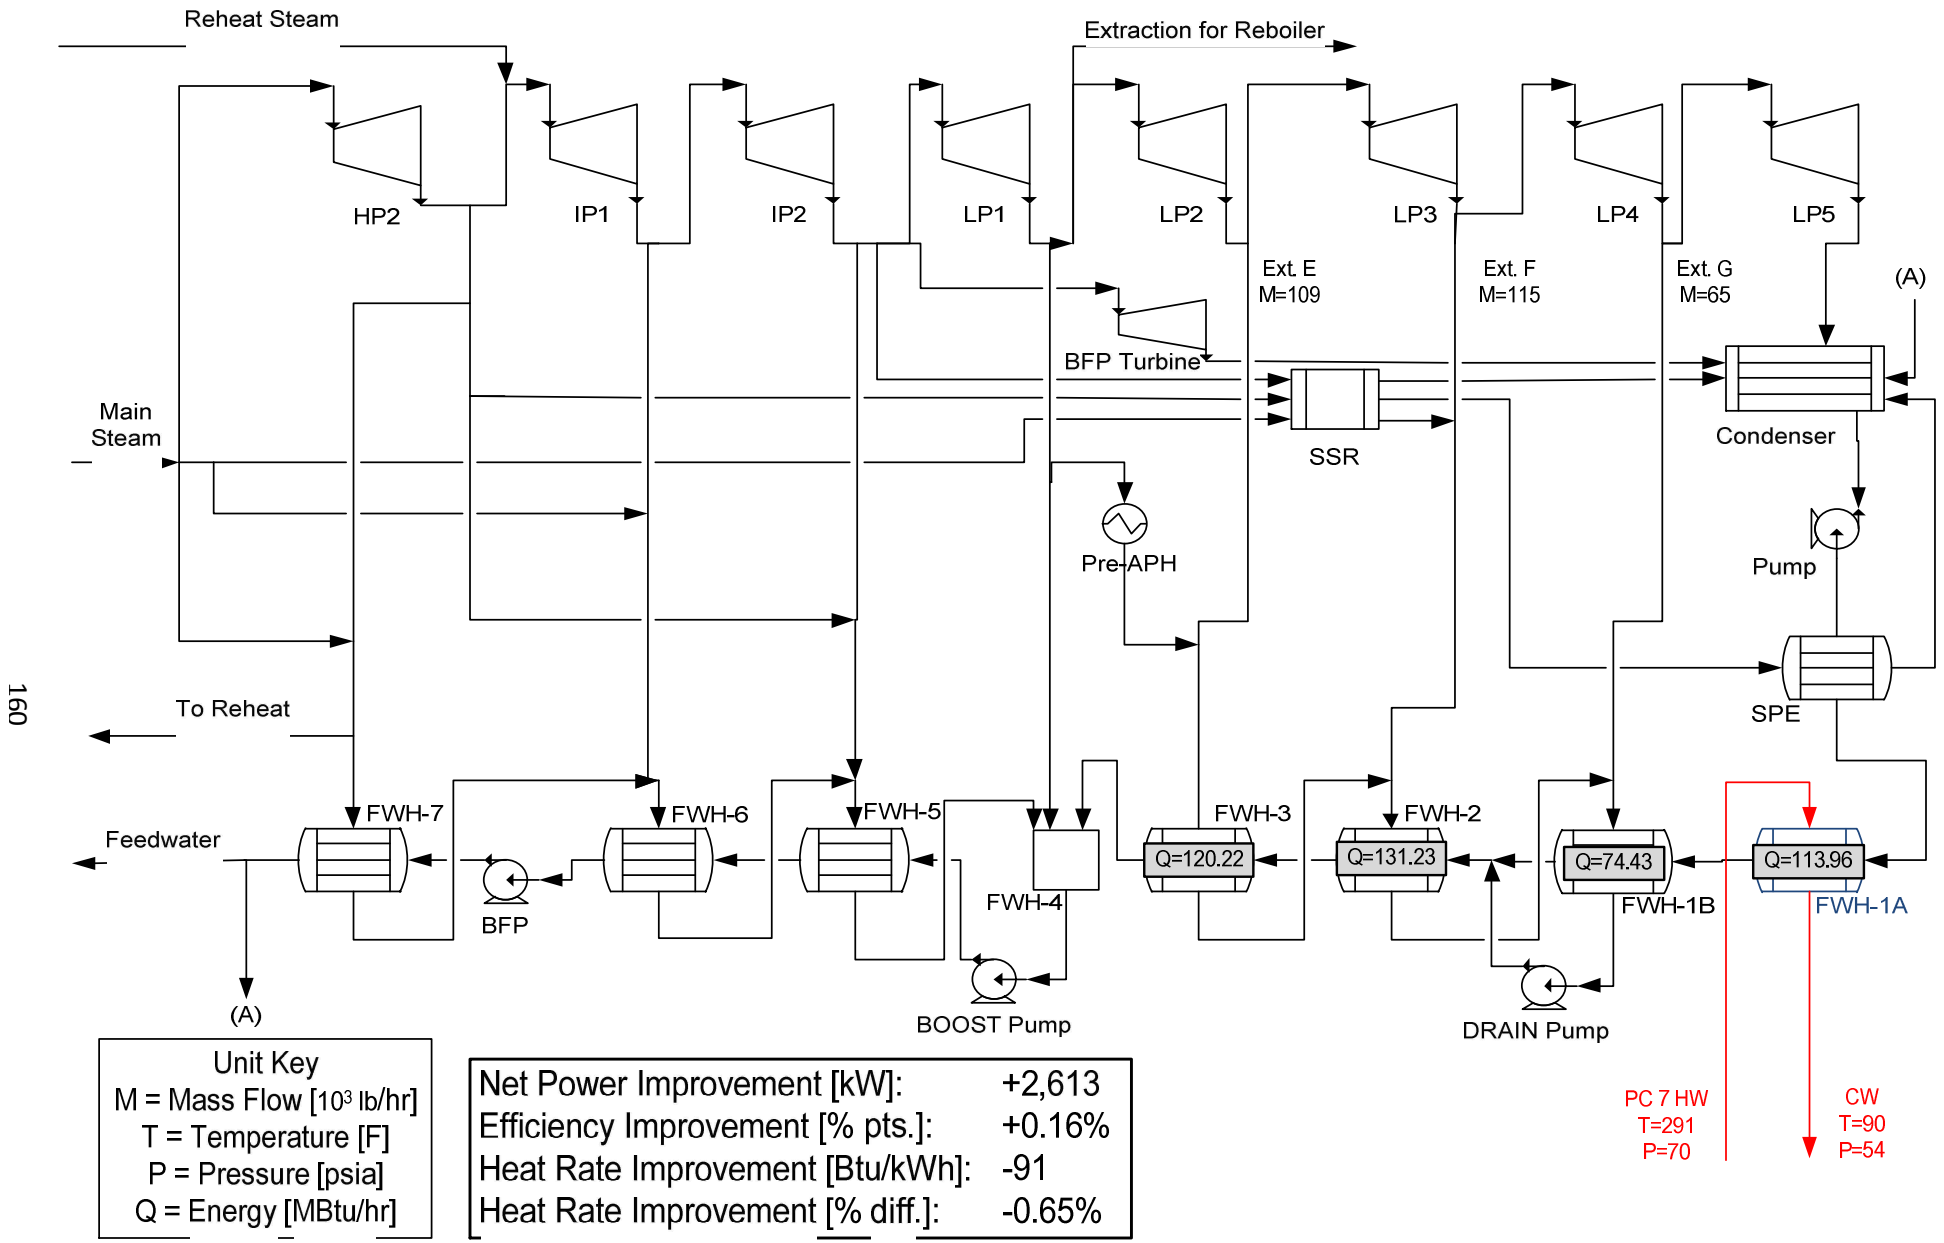 Reheat Steam
Extraction for Reboiler
HP2
IP1
IP2
LP1
LP2
LP3
LP4
LP5
Ext. E
M=109
Ext. F
M=115
Ext. G
M=65
(A)
BFP Turbine
Main
Steam
SSR
Condenser
Pre-APH
Pump
160
To Reheat
SPE
Feedwater
FWH-7
FWH-6
FWH-5
FWH-3
FWH-2
Q=120.22
Q=131.23
Q=74.43
Q=113.96
FWH-4
FWH-1B
FWH-1A
BFP
(A)
BOOST Pump
DRAIN Pump
Unit Key
M = Mass Flow [10³ lb/hr]
T = Temperature [F]
P = Pressure [psia]
Q = Energy [MBtu/hr]
Net Power Improvement [kW]: +2,613
Efficiency Improvement [% pts.]: +0.16%
Heat Rate Improvement [Btu/kWh]: -91
Heat Rate Improvement [% diff.]: -0.65%
PC 7 HW
T=291
P=70
CW
T=90
P=54